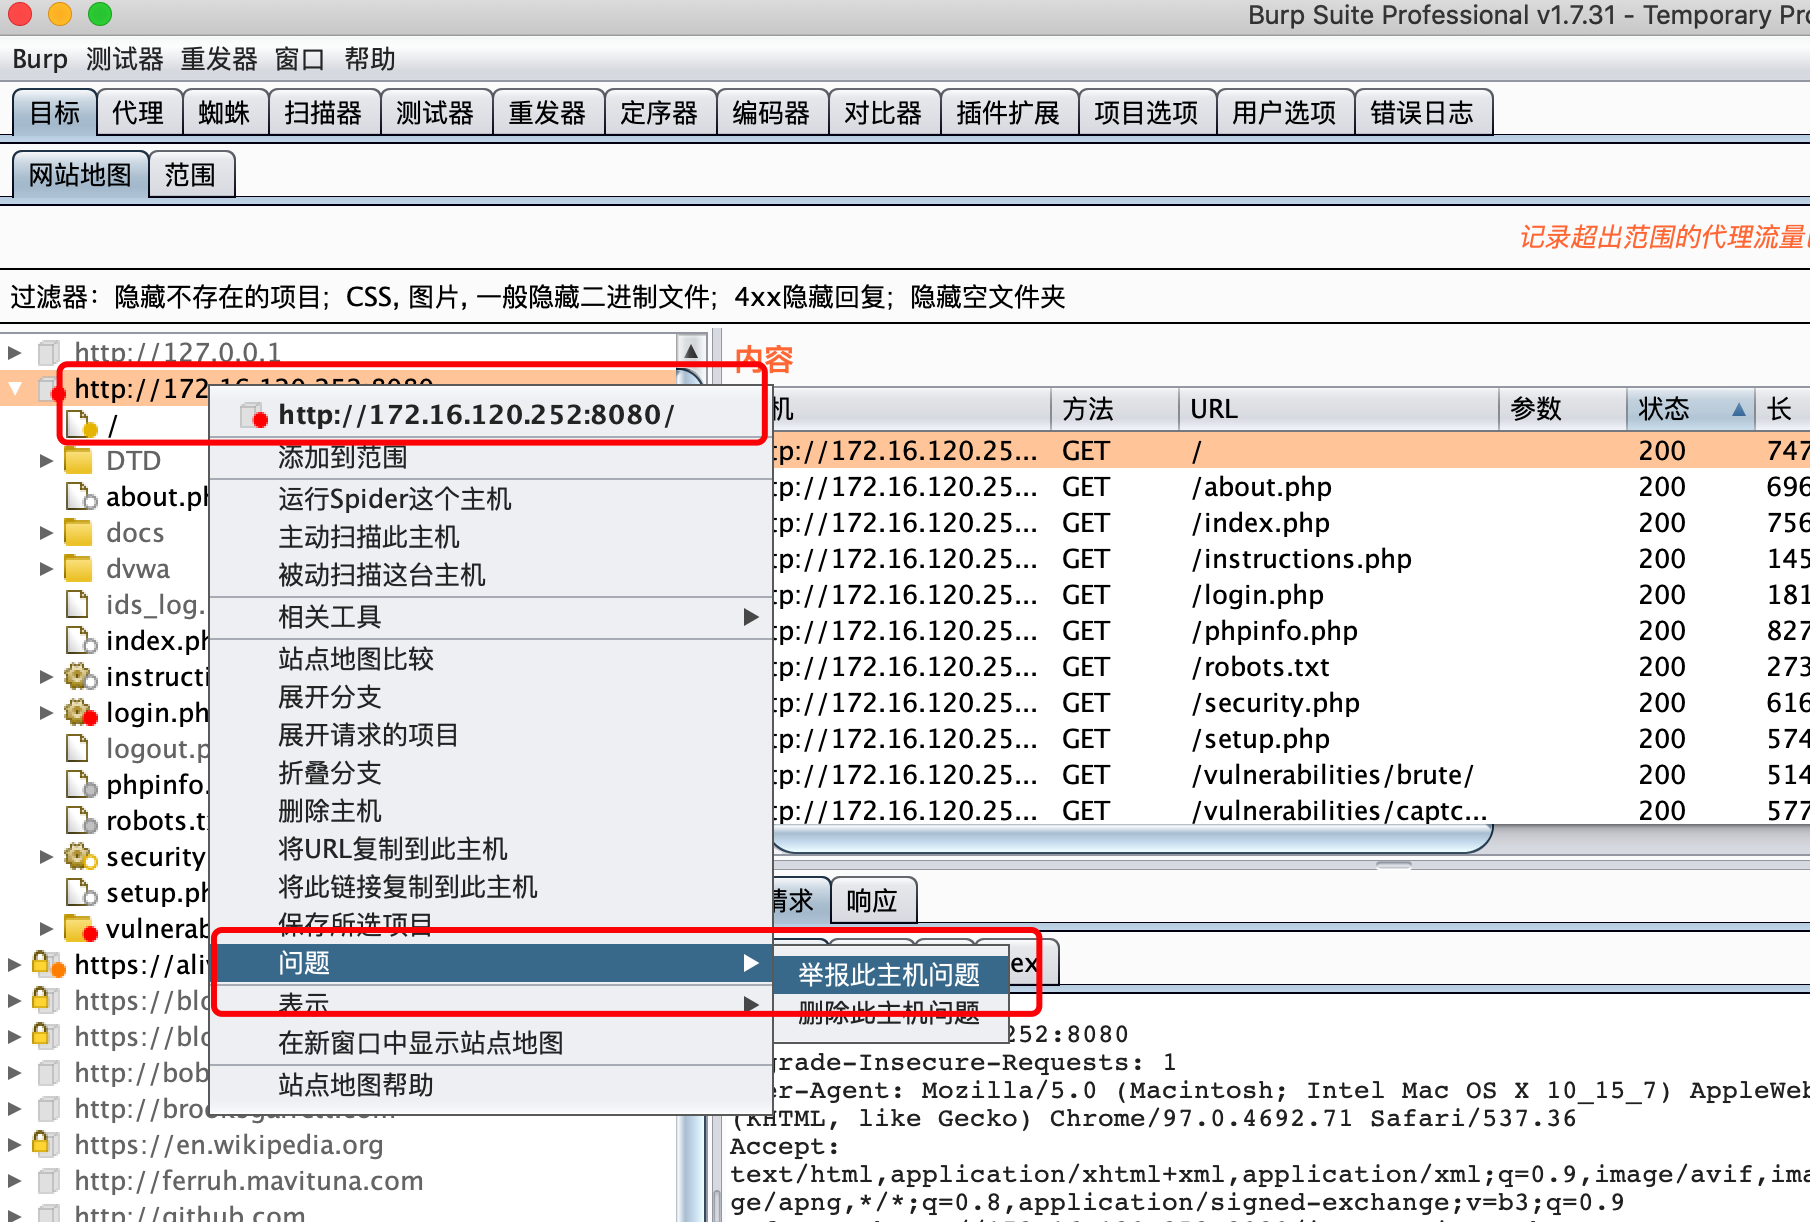 Burp Suite Professional v1.7.31 - Temporary Pro
Burp 测试器 重发器 窗口 帮助
目标 代理 蜘蛛 扫描器 测试器 重发器 定序器 编码器 对比器 插件扩展 项目选项 用户选项 错误日志
网站地图 范围
记录超出范围的代理流量
过滤器：隐藏不存在的项目；CSS, 图片, 一般隐藏二进制文件；4xx隐藏回复；隐藏空文件夹
http://127.0.0.1
http://172.16.120.252:8080
/
DTD
about.ph
docs
dvwa
ids_log.
index.ph
instructi
login.ph
logout.p
phpinfo.
robots.t
security
setup.ph
vulnerab
https://aliv
https://blo
https://blo
http://bob
http://brooksgarrett.com
https://en.wikipedia.org
http://ferruh.mavituna.com
http://github.com
http://172.16.120.252:8080/
添加到范围
运行Spider这个主机
主动扫描此主机
被动扫描这台主机
相关工具
站点地图比较
展开分支
展开请求的项目
折叠分支
删除主机
将URL复制到此主机
将此链接复制到此主机
保存所选项目
问题
表示
在新窗口中显示站点地图
站点地图帮助
举报此主机问题
删除此主机问题
内容
机 方法 URL 参数 状态 长
tp://172.16.120.25... GET / 200 747
tp://172.16.120.25... GET /about.php 200 696
tp://172.16.120.25... GET /index.php 200 756
tp://172.16.120.25... GET /instructions.php 200 145
tp://172.16.120.25... GET /login.php 200 181
tp://172.16.120.25... GET /phpinfo.php 200 827
tp://172.16.120.25... GET /robots.txt 200 273
tp://172.16.120.25... GET /security.php 200 616
tp://172.16.120.25... GET /setup.php 200 574
tp://172.16.120.25... GET /vulnerabilities/brute/ 200 514
tp://172.16.120.25... GET /vulnerabilities/captc... 200 577
请求 响应
ex
252:8080
grade-Insecure-Requests: 1
er-Agent: Mozilla/5.0 (Macintosh; Intel Mac OS X 10_15_7) AppleWeb
(KHTML, like Gecko) Chrome/97.0.4692.71 Safari/537.36
Accept:
text/html,application/xhtml+xml,application/xml;q=0.9,image/avif,ima
ge/apng,*/*;q=0.8,application/signed-exchange;v=b3;q=0.9